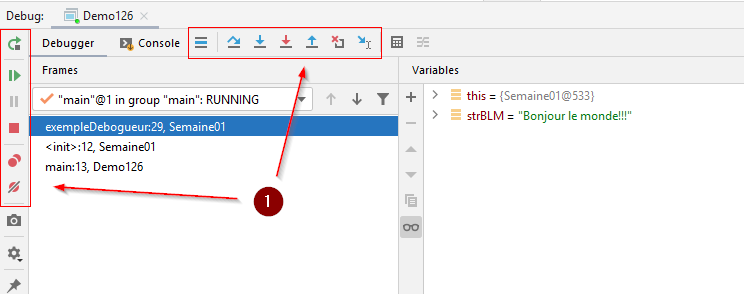 Debug: Demo126
Debugger Console
Frames Variables
"main"@1 in group "main": RUNNING
this = {Semaine01@533}
strBLM = "Bonjour le monde!!!"
exempleDebogueur:29, Semaine01
<init>:12, Semaine01
main:13, Demo126
1